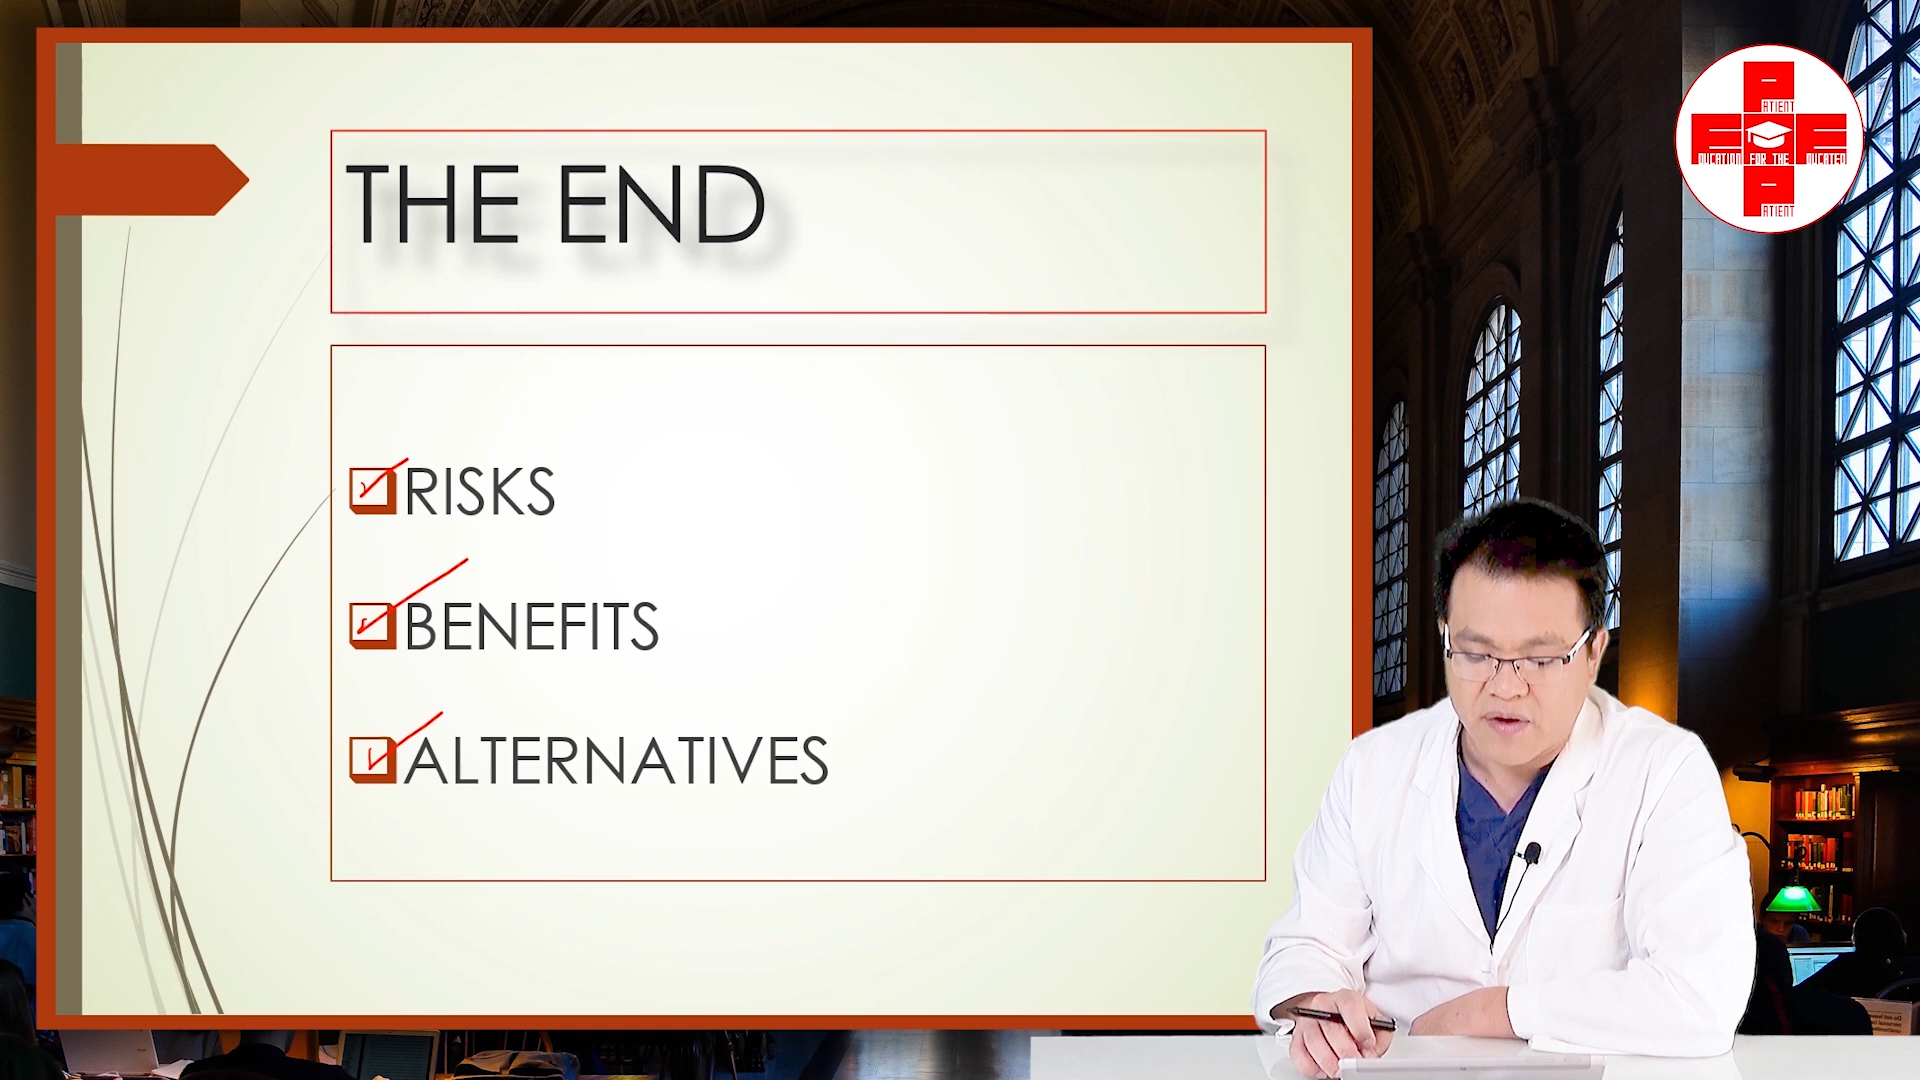 THE END
RISKS
BENEFITS
ALTERNATIVES
P
ATIENT
E E
DUCATION FOR THE DUCATED
P
ATIENT